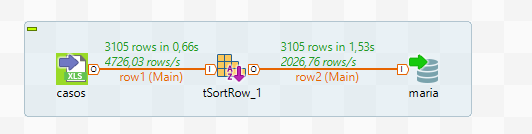 3105 rows in 0,66s
4726,03 rows/s
row1 (Main)
3105 rows in 1,53s
2026,76 rows/s
row2 (Main)
XLS
O
I
A
Z
O
I
casos
tSortRow_1
maria